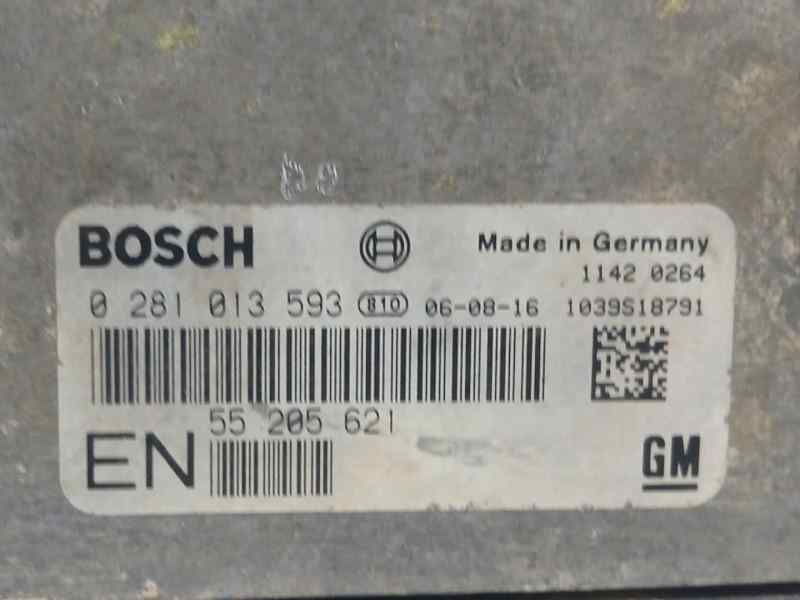 BOSCH
Made in Germany
1142 0264
0 281 013 593 810 06-08-16 1039S18791
55 205 621
EN
GM